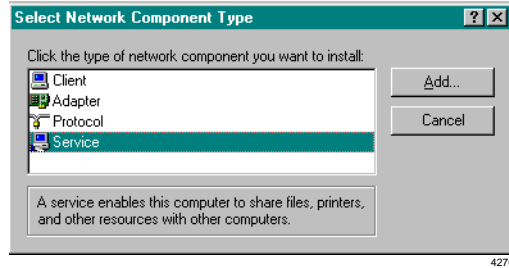 Select Network Component Type
Click the type of network component you want to install:
Client
Adapter
Protocol
Service
Add...
Cancel
A service enables this computer to share files, printers,
and other resources with other computers.